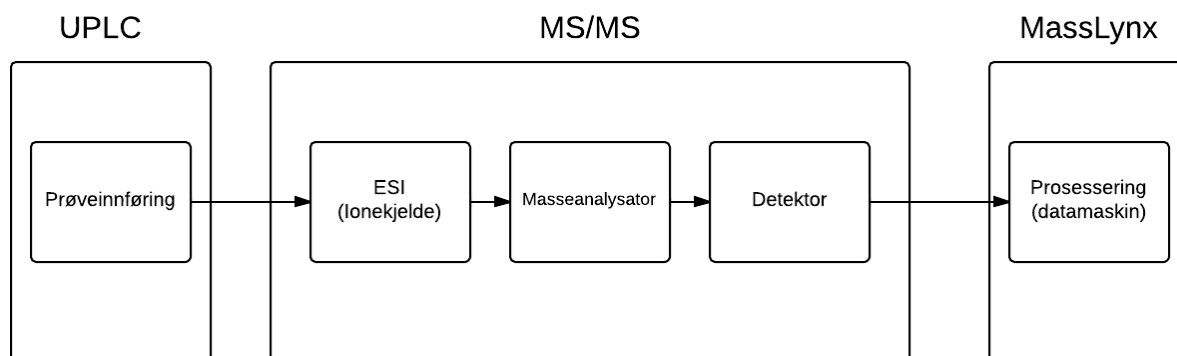 UPLC
MS/MS
MassLynx
Prøveinnføring
ESI
(Ionekjelde)
Masseanalysator
Detektor
Prosessering
(datamaskin)